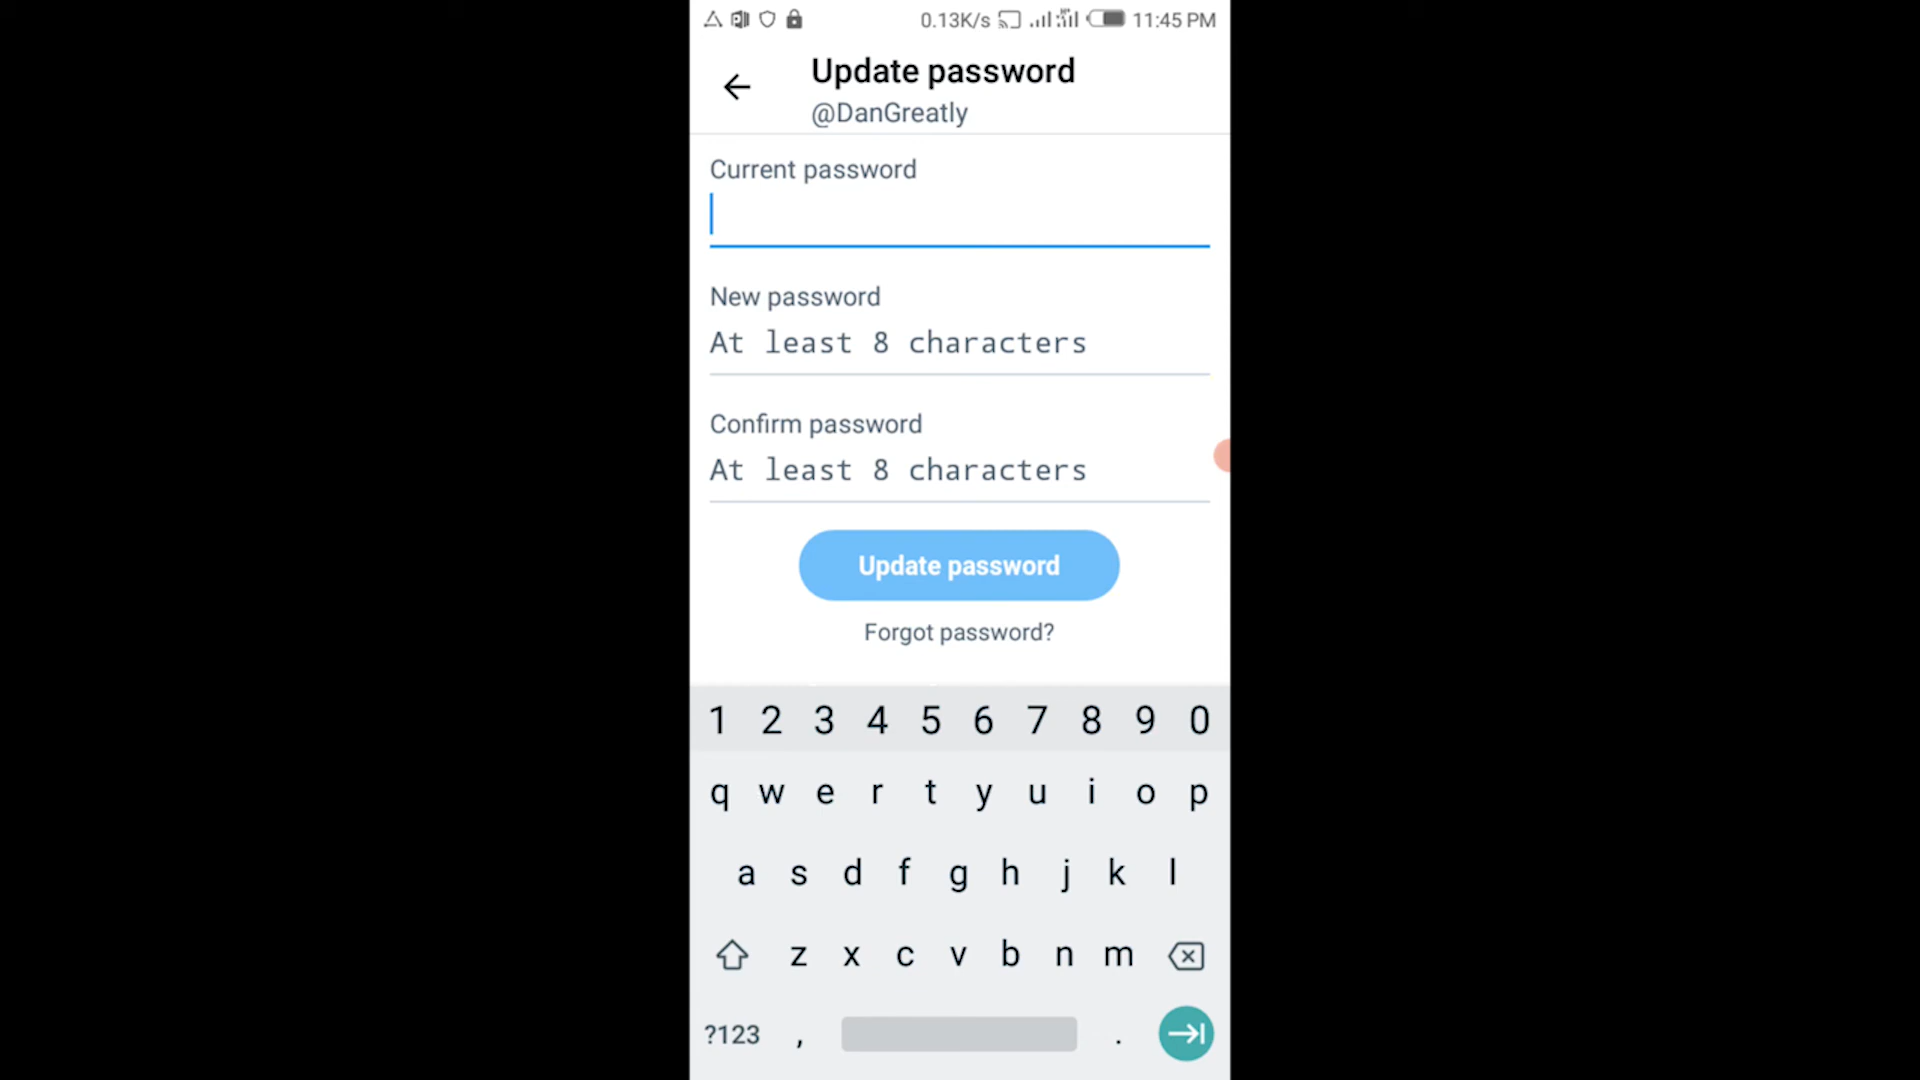 0.13K/s 11:45 PM
Update password
@DanGreatly
Current password
New password
At least 8 characters
Confirm password
At least 8 characters
Update password
Forgot password?
1 2 3 4 5 6 7 8 9 0
q w e r t y u i o p
a s d f g h j k l
z x c v b n m
?123 , .